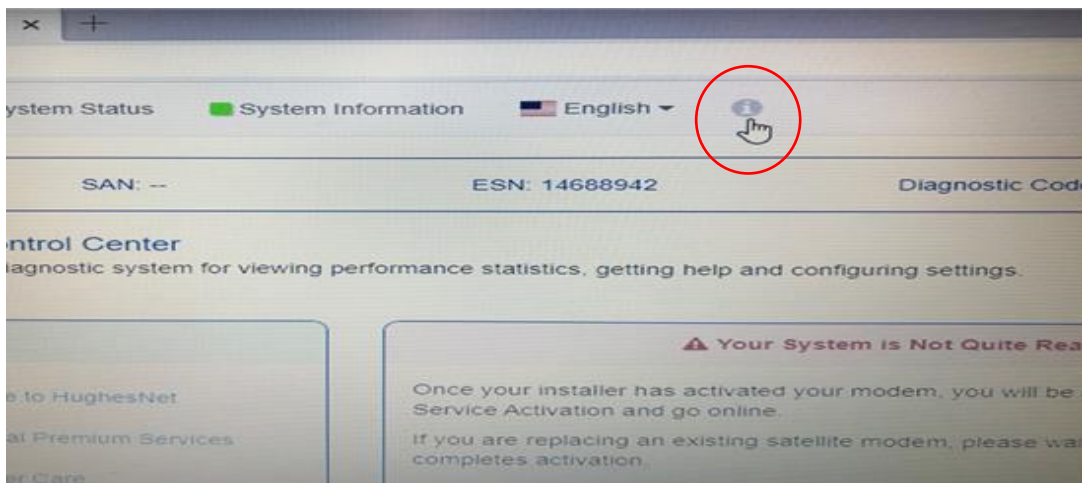 ystem Status System Information English
SAN: -- ESN: 14688942 Diagnostic Cod
ntrol Center
iagnostic system for viewing performance statistics, getting help and configuring settings.
Your System is Not Quite Rea
e to HughesNet
Once your installer has activated your modem, you will be
Service Activation and go online.
al Premium Services
If you are replacing an existing satellite modem, please wai
completes activation.
er Care